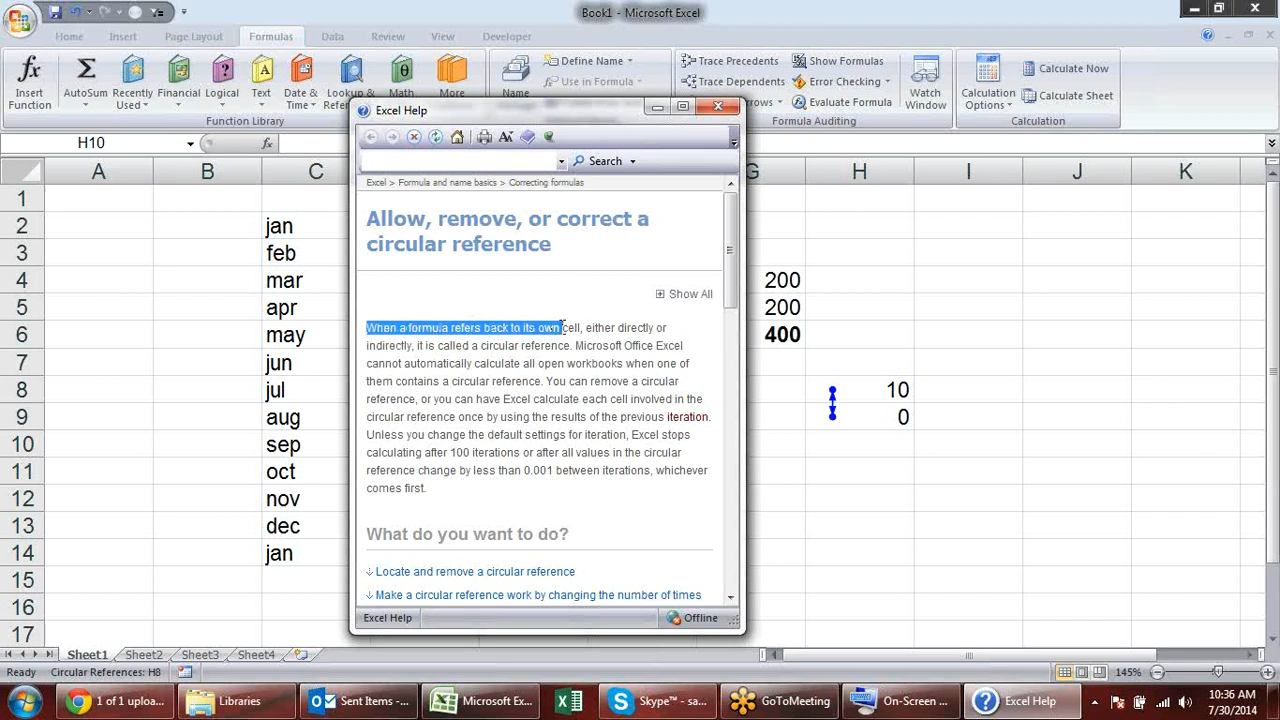 Book1 - Microsoft Excel
Home Insert Page Layout Formulas Data Review View Developer
Insert Function
AutoSum
Recently Used
Financial
Logical
Text
Date & Time
Lookup &
Math
More
Name
Define Name
Use in Formula
Trace Precedents
Trace Dependents
Show Formulas
Error Checking
Evaluate Formula
Watch Window
Calculation Options
Calculate Now
Calculate Sheet
Function Library
Formula Auditing
Calculation
H10
fx
A B C G H I J K
1
2 jan
3 feb
4 mar 200
5 apr 200
6 may 400
7 jun
8 jul 10
9 aug 0
10 sep
11 oct
12 nov
13 dec
14 jan
15
16
17
Excel Help
Search
Excel > Formula and name basics > Correcting formulas
Allow, remove, or correct a
circular reference
Show All
When a formula refers back to its own cell, either directly or
indirectly, it is called a circular reference. Microsoft Office Excel
cannot automatically calculate all open workbooks when one of
them contains a circular reference. You can remove a circular
reference, or you can have Excel calculate each cell involved in the
circular reference once by using the results of the previous iteration.
Unless you change the default settings for iteration, Excel stops
calculating after 100 iterations or after all values in the circular
reference change by less than 0.001 between iterations, whichever
comes first.
What do you want to do?
Locate and remove a circular reference
Make a circular reference work by changing the number of times
Excel Help Offline
Sheet1 Sheet2 Sheet3 Sheet4
Ready Circular References: H8 145%
1 of 1 uploa...
Libraries
Sent Items -...
Microsoft Ex...
Skype™ - sa...
GoToMeeting
On-Screen ...
Excel Help
10:36 AM
7/30/2014